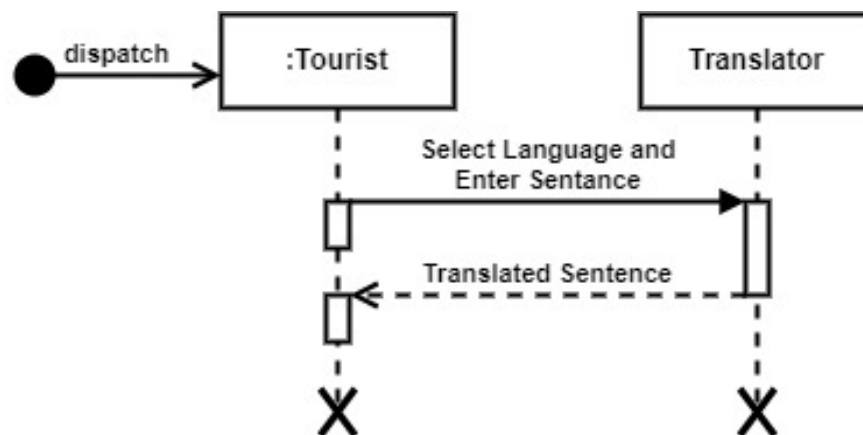 dispatch
:Tourist
Translator
Select Language and
Enter Sentance
Translated Sentence